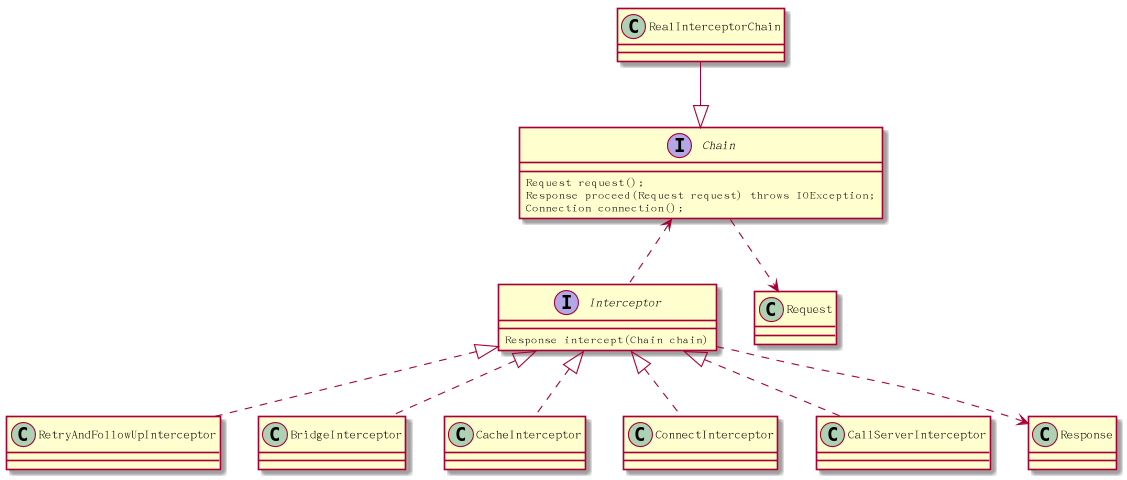 C RealInterceptorChain
I Chain
Request request();
Response proceed(Request request) throws IOException;
Connection connection();
I Interceptor
Response intercept(Chain chain)
C Request
C RetryAndFollowUpInterceptor
C BridgeInterceptor
C CacheInterceptor
C ConnectInterceptor
C CallServerInterceptor
C Response